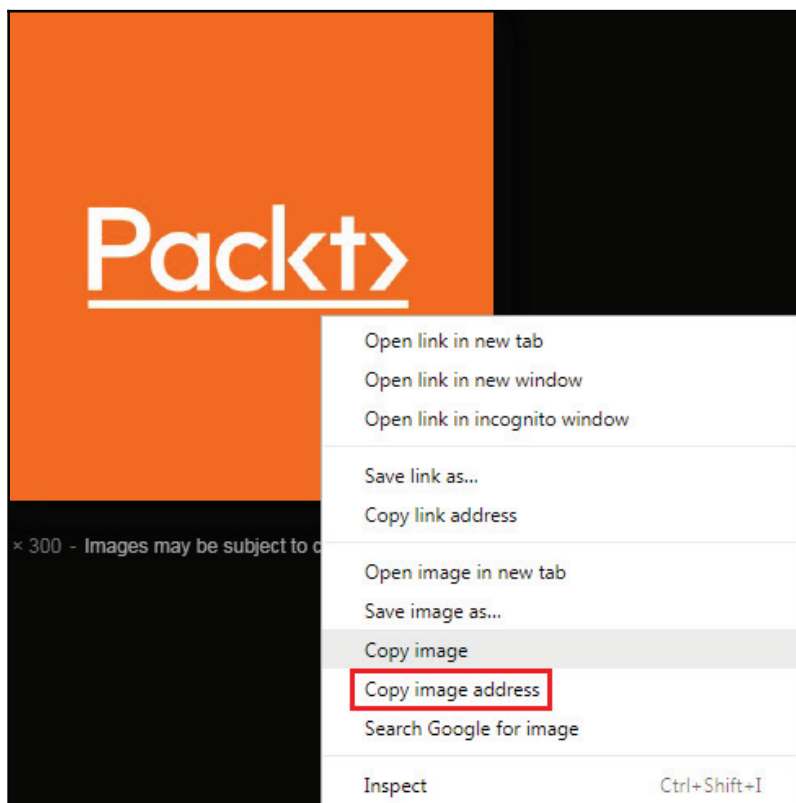 Packt>
Open link in new tab
Open link in new window
Open link in incognito window
Save link as...
Copy link address
× 300 - Images may be subject to
Open image in new tab
Save image as...
Copy image
Copy image address
Search Google for image
Inspect Ctrl+Shift+I